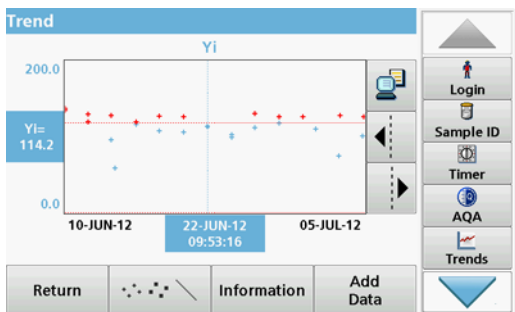 Trend
Yi
200.0
Yi=
114.2
0.0
10-JUN-12
22-JUN-12
09:53:16
05-JUL-12
Return
Information
Add
Data
Login
Sample ID
Timer
AQA
Trends